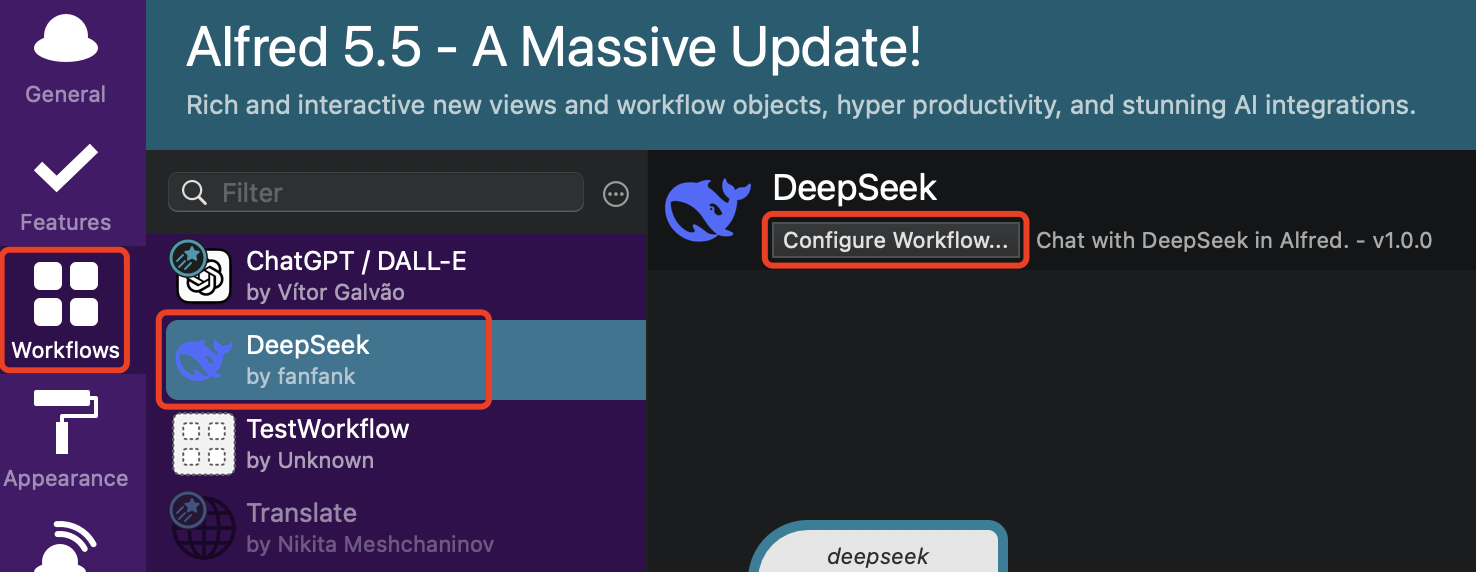 Alfred 5.5 - A Massive Update!
Rich and interactive new views and workflow objects, hyper productivity, and stunning AI integrations.
General
Features
Workflows
Appearance
Filter
ChatGPT / DALL-E
by Vítor Galvão
DeepSeek
by fanfank
TestWorkflow
by Unknown
Translate
by Nikita Meshchaninov
DeepSeek
Configure Workflow...
Chat with DeepSeek in Alfred. - v1.0.0
deepseek